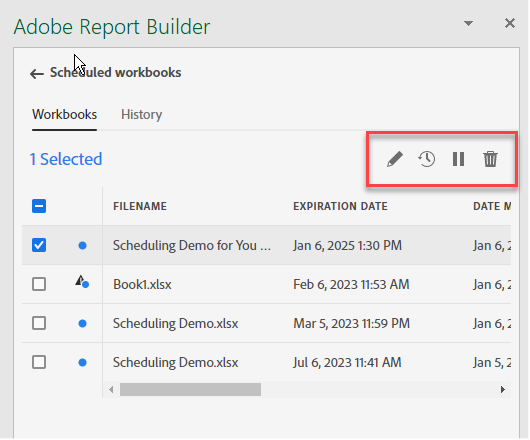 Adobe Report Builder
Scheduled workbooks
Workbooks History
1 Selected
FILENAME EXPIRATION DATE DATE M
Scheduling Demo for You ... Jan 6, 2025 1:30 PM Jan 6, 2
Book1.xlsx Feb 6, 2023 11:53 AM Jan 6, 2
Scheduling Demo.xlsx Mar 5, 2023 11:59 PM Jan 6, 2
Scheduling Demo.xlsx Jul 6, 2023 11:41 AM Jan 5, 2